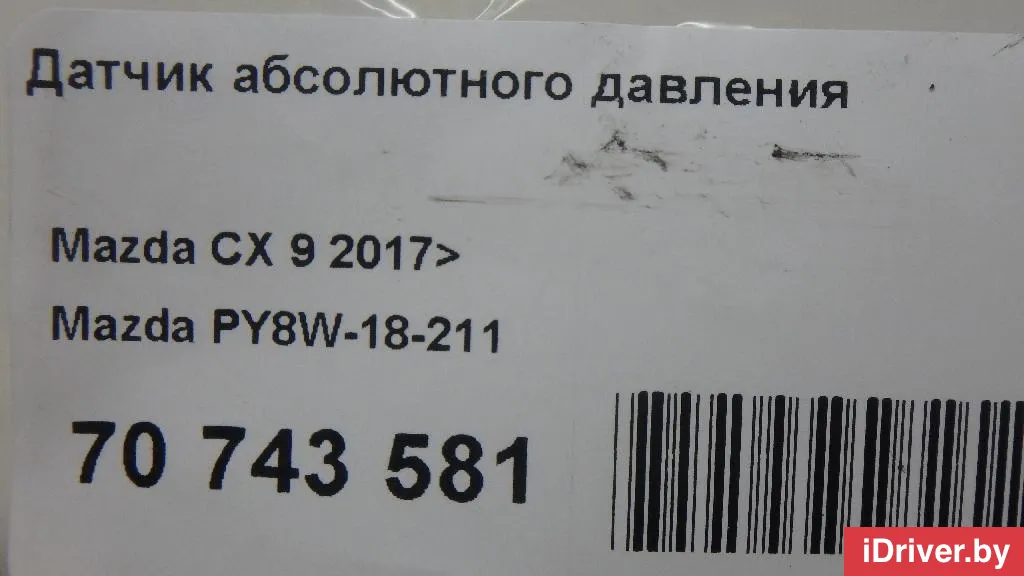 Датчик абсолютного давления
Mazda CX 9 2017>
Mazda PY8W-18-211
70 743 581
iDriver.by